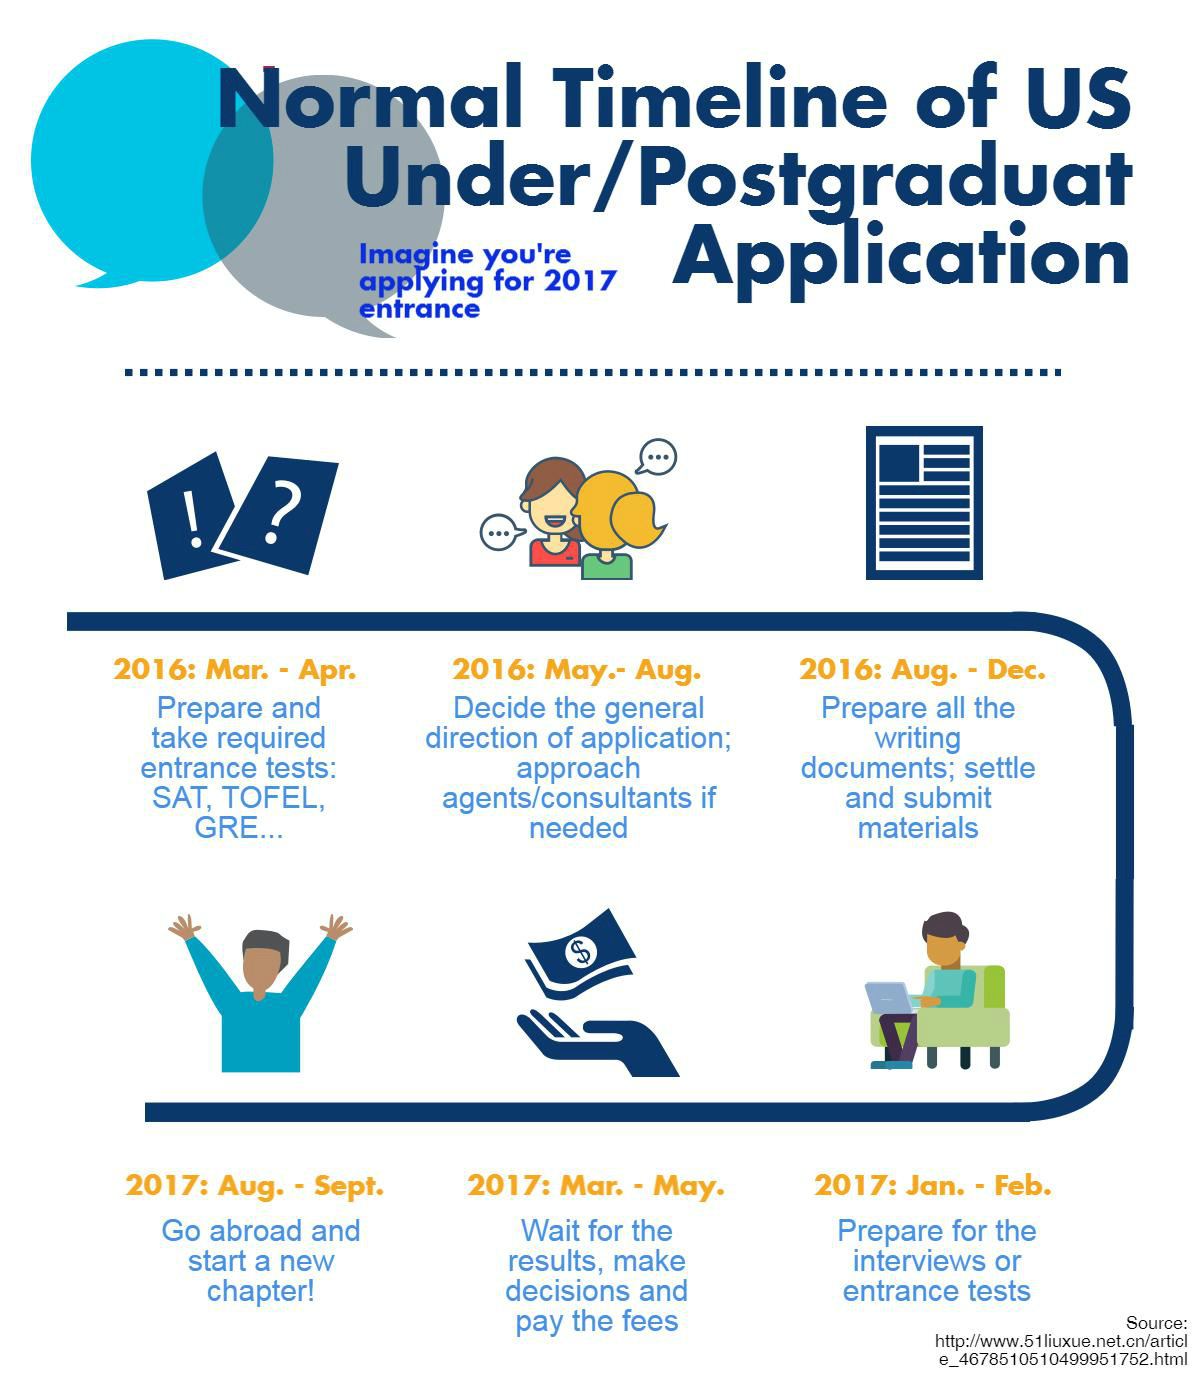 Normal Timeline of US
Under/Postgraduat
Application
Imagine you're
applying for 2017
entrance
! ?
2016: Mar. - Apr.
Prepare and
take required
entrance tests:
SAT, TOFEL,
GRE...
2016: May.- Aug.
Decide the general
direction of application;
approach
agents/consultants if
needed
2016: Aug. - Dec.
Prepare all the
writing
documents; settle
and submit
materials
$
2017: Jan. - Feb.
Prepare for the
interviews or
entrance tests
2017: Mar. - May.
Wait for the
results, make
decisions and
pay the fees
2017: Aug. - Sept.
Go abroad and
start a new
chapter!
Source:
http://www.51liuxue.net.cn/articl
e_4678510510499951752.html